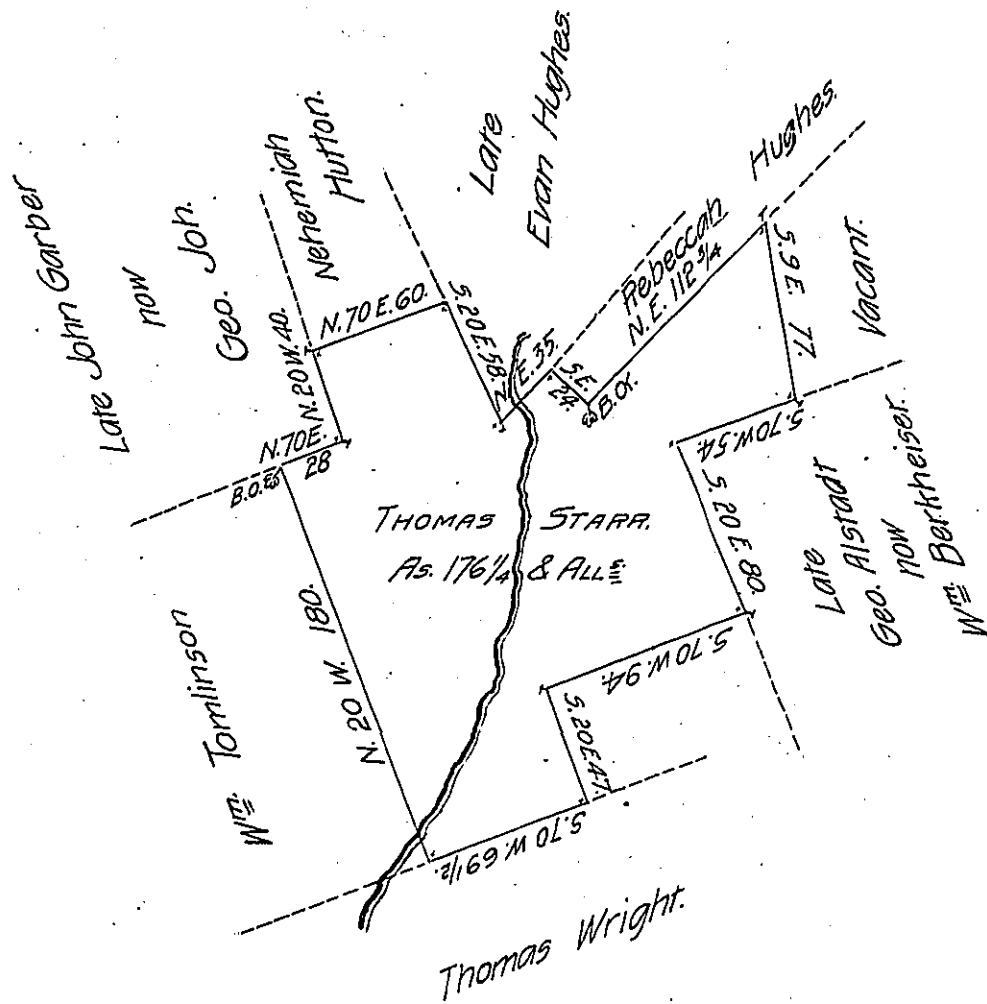 Late John Garber
now
Geo. Joh.
Nehemiah
Hutton.
Late
Evan Hughes.
Rebeccah Hughes.
N.E. 112 3/4
S.9 E. 77.
Vacant.
N.70 E.60.
S.20 E.58.
N.E.35.
S.E.
24.
B.O.
N.20 W.40.
N.70E.
28
B.O.
S.70 W.54.
S. 20 E. 80.
Late
Geo. Alstadt
now
Wm Berkheiser.
THOMAS STARR.
As. 176 1/4 & ALLs
Wm. Tomlinson
N. 20 W. 180.
S.70 W.94.
S.20 E.47.
S.70 W. 69 1/2.
Thomas Wright.